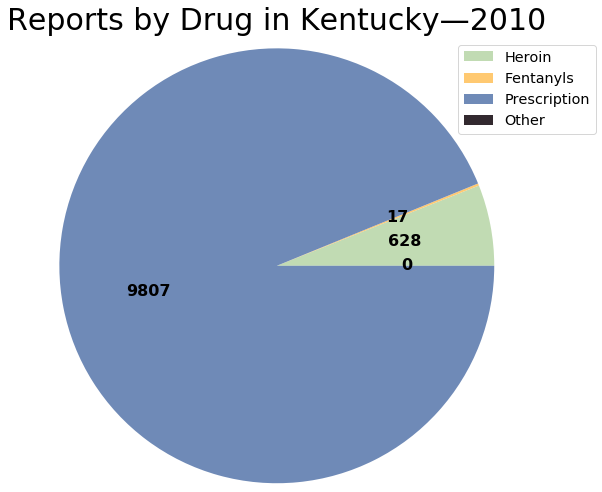 Reports by Drug in Kentucky—2010
Heroin
Fentanyls
Prescription
Other
17
628
0
9807